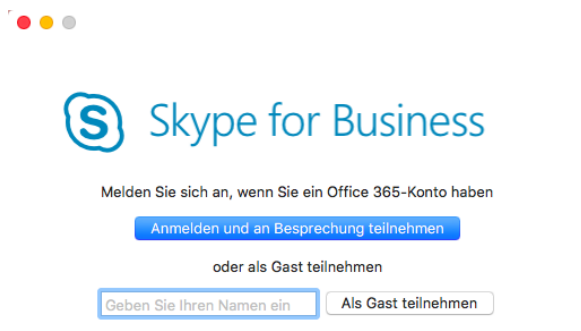 Skype for Business
Melden Sie sich an, wenn Sie ein Office 365-Konto haben
Anmelden und an Besprechung teilnehmen
oder als Gast teilnehmen
Geben Sie Ihren Namen ein Als Gast teilnehmen